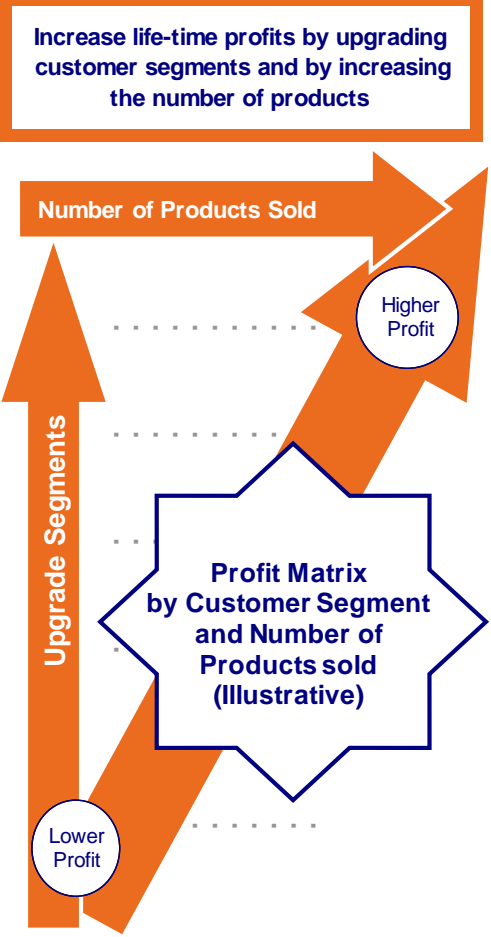 Increase life-time profits by upgrading
customer segments and by increasing
the number of products
Number of Products Sold
Higher
Profit
Upgrade Segments
Profit Matrix
by Customer Segment
and Number of
Products sold
(Illustrative)
Lower
Profit